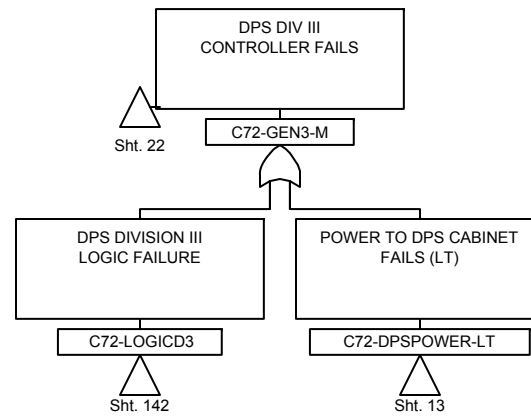 DPS DIV III
CONTROLLER FAILS
Sht. 22
C72-GEN3-M
DPS DIVISION III
LOGIC FAILURE
POWER TO DPS CABINET
FAILS (LT)
C72-LOGICD3
C72-DPSPOWER-LT
Sht. 142
Sht. 13